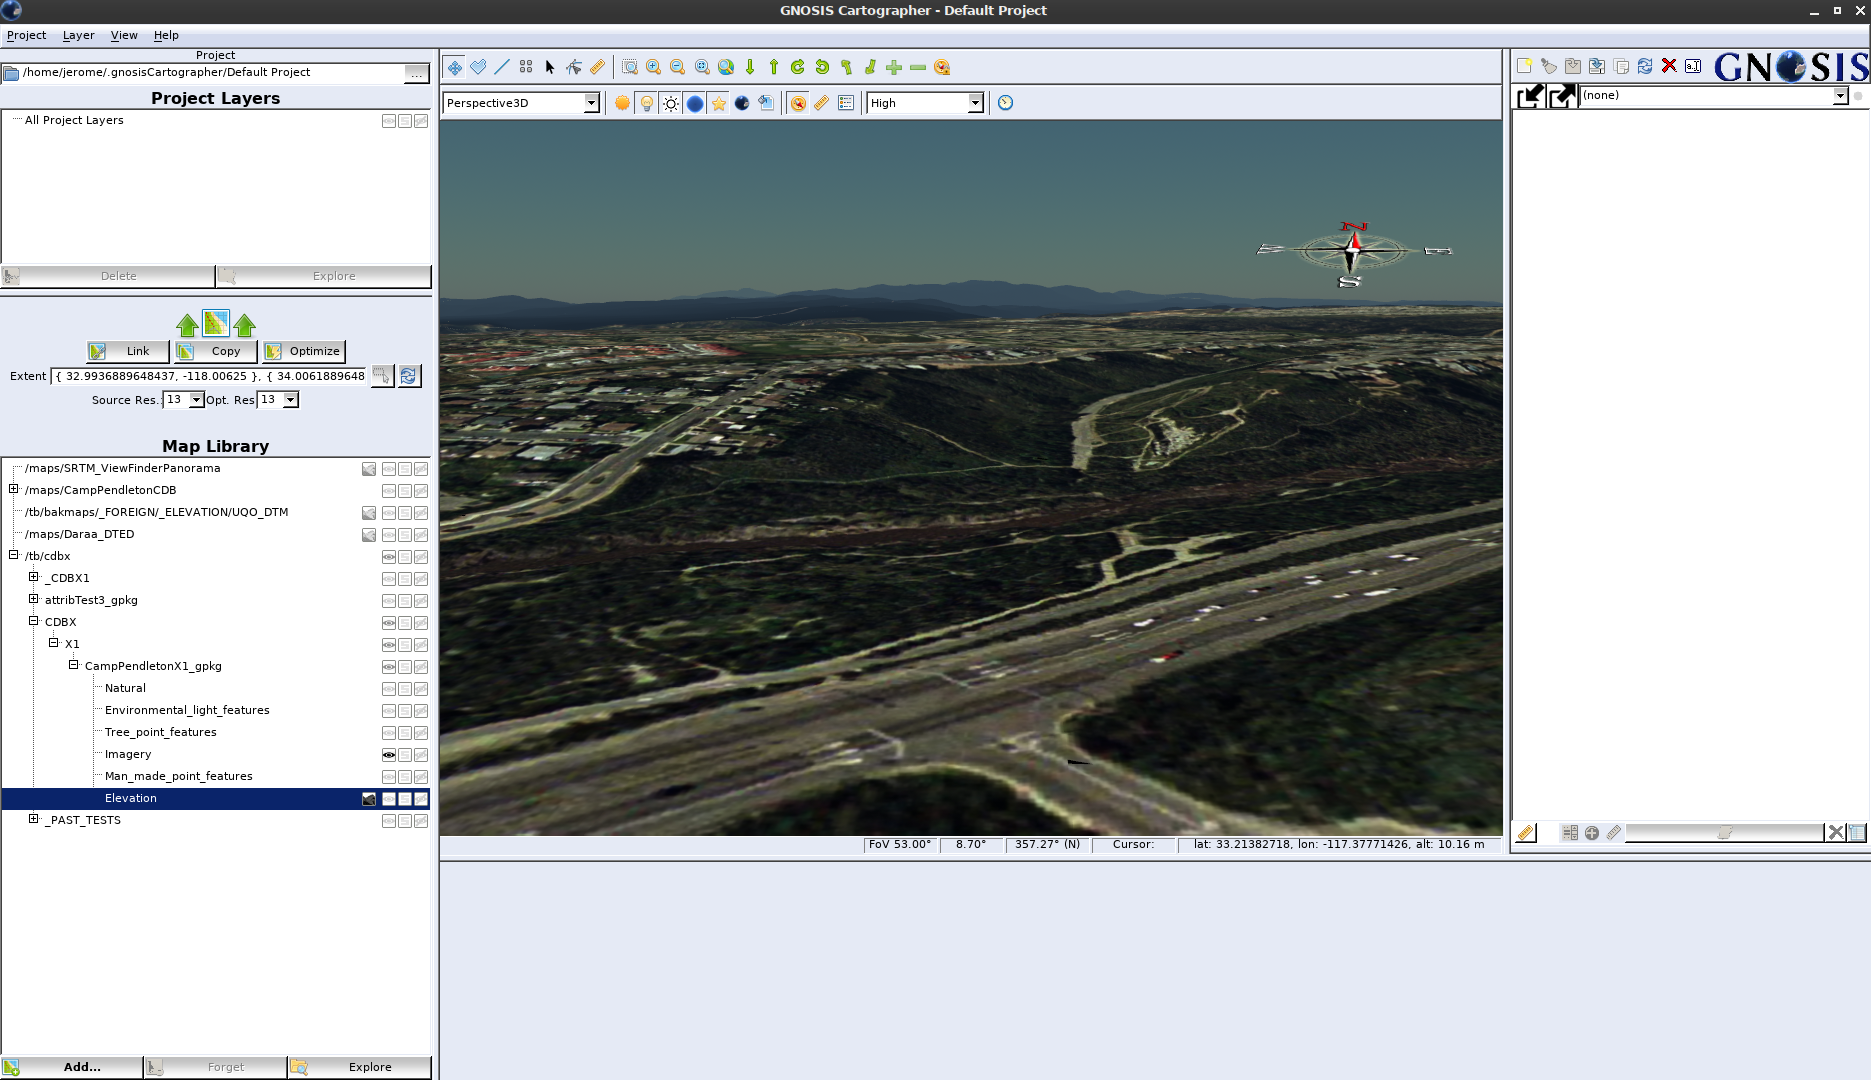 GNOSIS Cartographer - Default Project
Project Layer View Help
Project
/home/jerome/.gnosisCartographer/Default Project ...
Project Layers
All Project Layers
Delete Explore
Link Copy Optimize
Extent { 32.9936889648437, -118.00625 }, { 34.0061889648
Source Res.: 13 Opt. Res 13
Map Library
/maps/SRTM_ViewFinderPanorama
/maps/CampPendletonCDB
/tb/bakmaps/_FOREIGN/_ELEVATION/UQO_DTM
/maps/Daraa_DTED
/tb/cdbx
_CDBX1
attribTest3_gpkg
CDBX
X1
CampPendletonX1_gpkg
Natural
Environmental_light_features
Tree_point_features
Imagery
Man_made_point_features
Elevation
_PAST_TESTS
Add... Forget Explore
Perspective3D High
N
E
S
FoV 53.00° 8.70° 357.27° (N) Cursor: lat: 33.21382718, lon: -117.37771426, alt: 10.16 m
GNOSIS
(none)